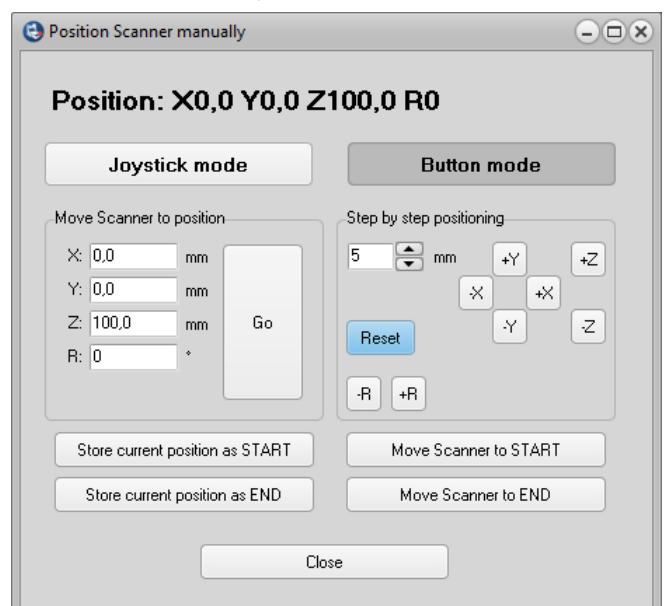 Position Scanner manually
Position: X0,0 Y0,0 Z100,0 R0
Joystick mode
Button mode
Move Scanner to position
X: 0,0 mm
Y: 0,0 mm
Z: 100,0 mm
R: 0 °
Go
Step by step positioning
5 mm
+Y
+Z
-X
+X
-Y
-Z
Reset
-R
+R
Store current position as START
Move Scanner to START
Store current position as END
Move Scanner to END
Close